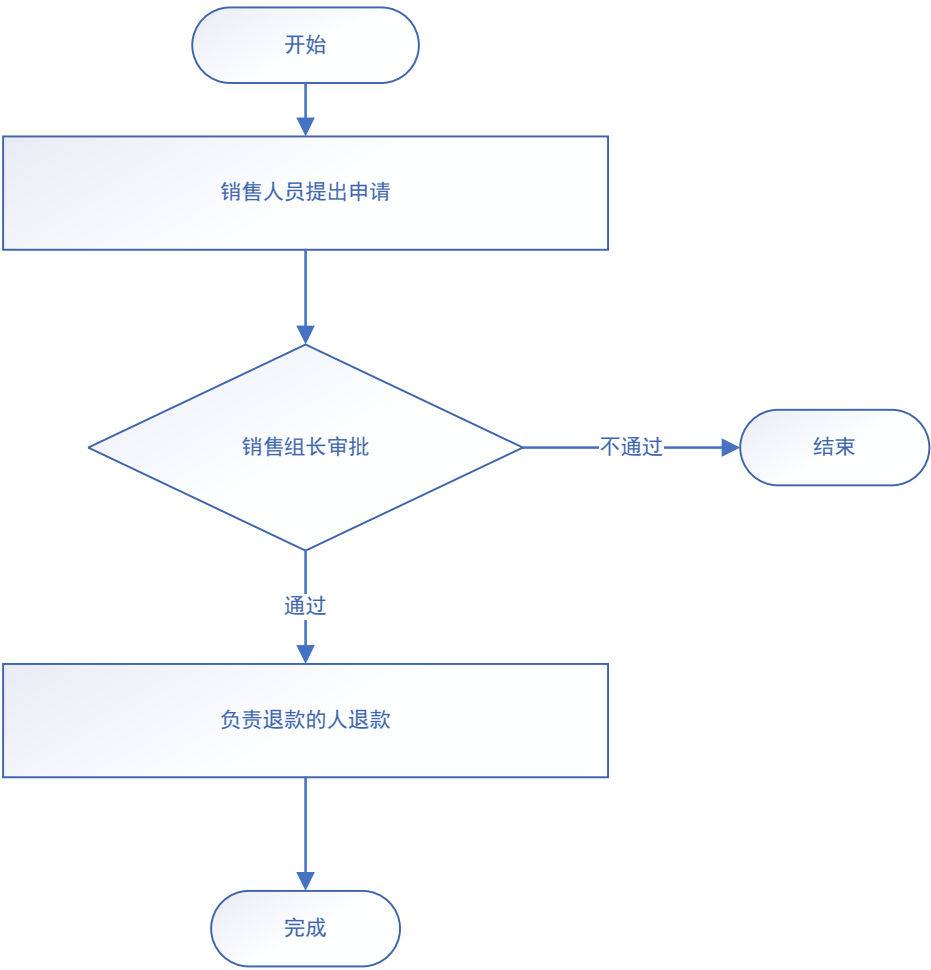 开始
销售人员提出申请
销售组长审批
不通过
结束
通过
负责退款的人退款
完成